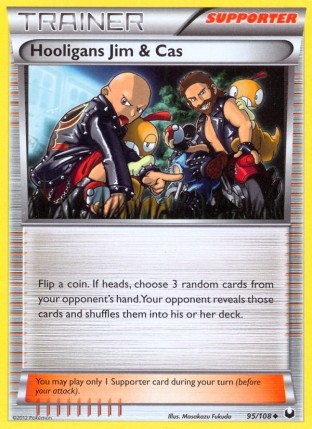 TRAINER
SUPPORTER
Hooligans Jim & Cas
Flip a coin. If heads, choose 3 random cards from
your opponent's hand.Your opponent reveals those
cards and shuffles them into his or her deck.
You may play only 1 Supporter card during your turn (before
your attack).
©2012 Pokémon
Illus. Masakazu Fukuda
95/108